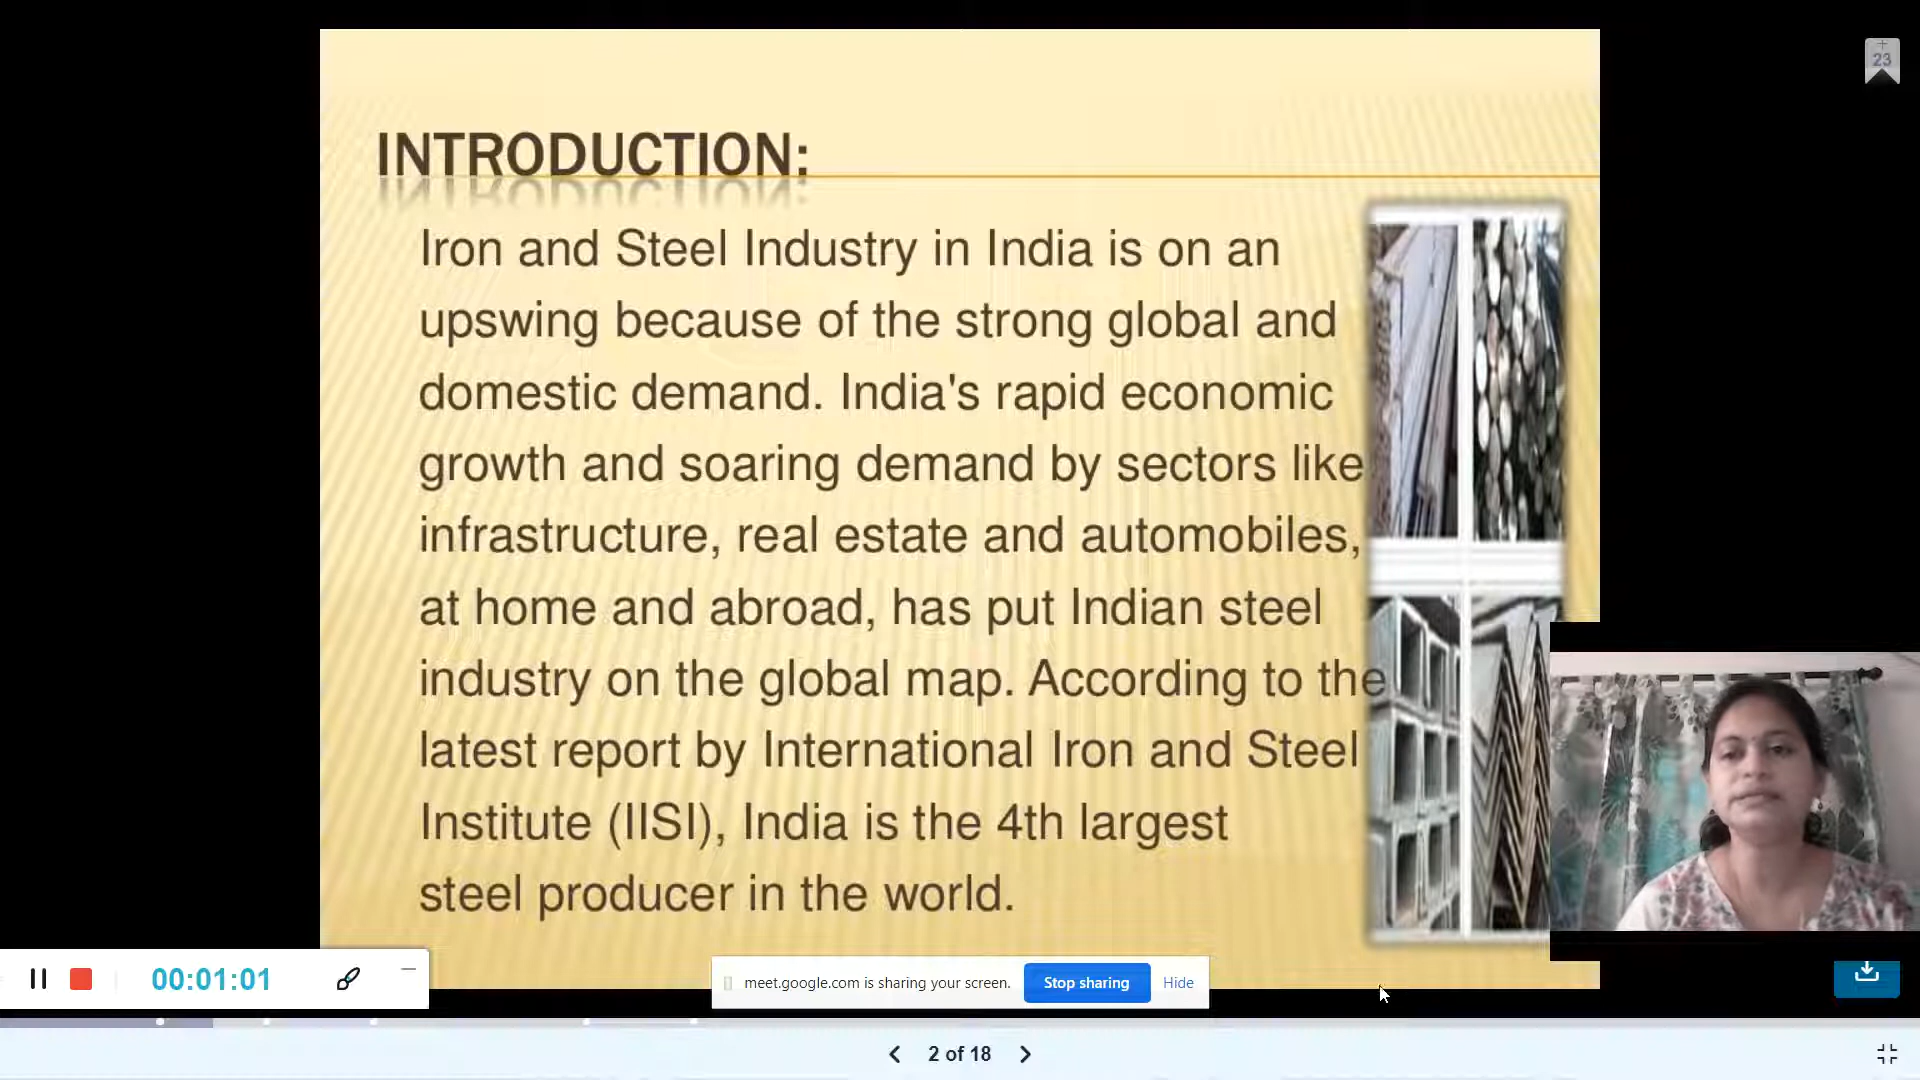 23
INTRODUCTION:
Iron and Steel Industry in India is on an
upswing because of the strong global and
domestic demand. India's rapid economic
growth and soaring demand by sectors like
infrastructure, real estate and automobiles,
at home and abroad, has put Indian steel
industry on the global map. According to the
latest report by International Iron and Steel
Institute (IISI), India is the 4th largest
steel producer in the world.
00:01:01
meet.google.com is sharing your screen. Stop sharing Hide
2 of 18